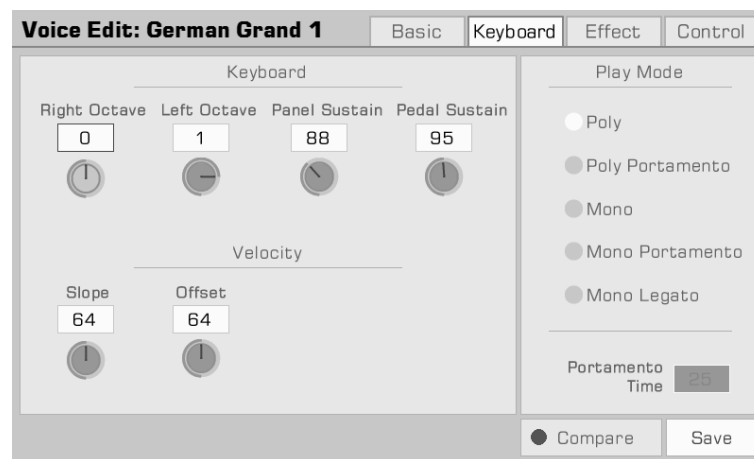 Voice Edit: German Grand 1
Basic
Keyboard
Effect
Control
Keyboard
Right Octave Left Octave Panel Sustain Pedal Sustain
0 1 88 95
Velocity
Slope Offset
64 64
Play Mode
Poly
Poly Portamento
Mono
Mono Portamento
Mono Legato
Portamento
Time 25
Compare
Save